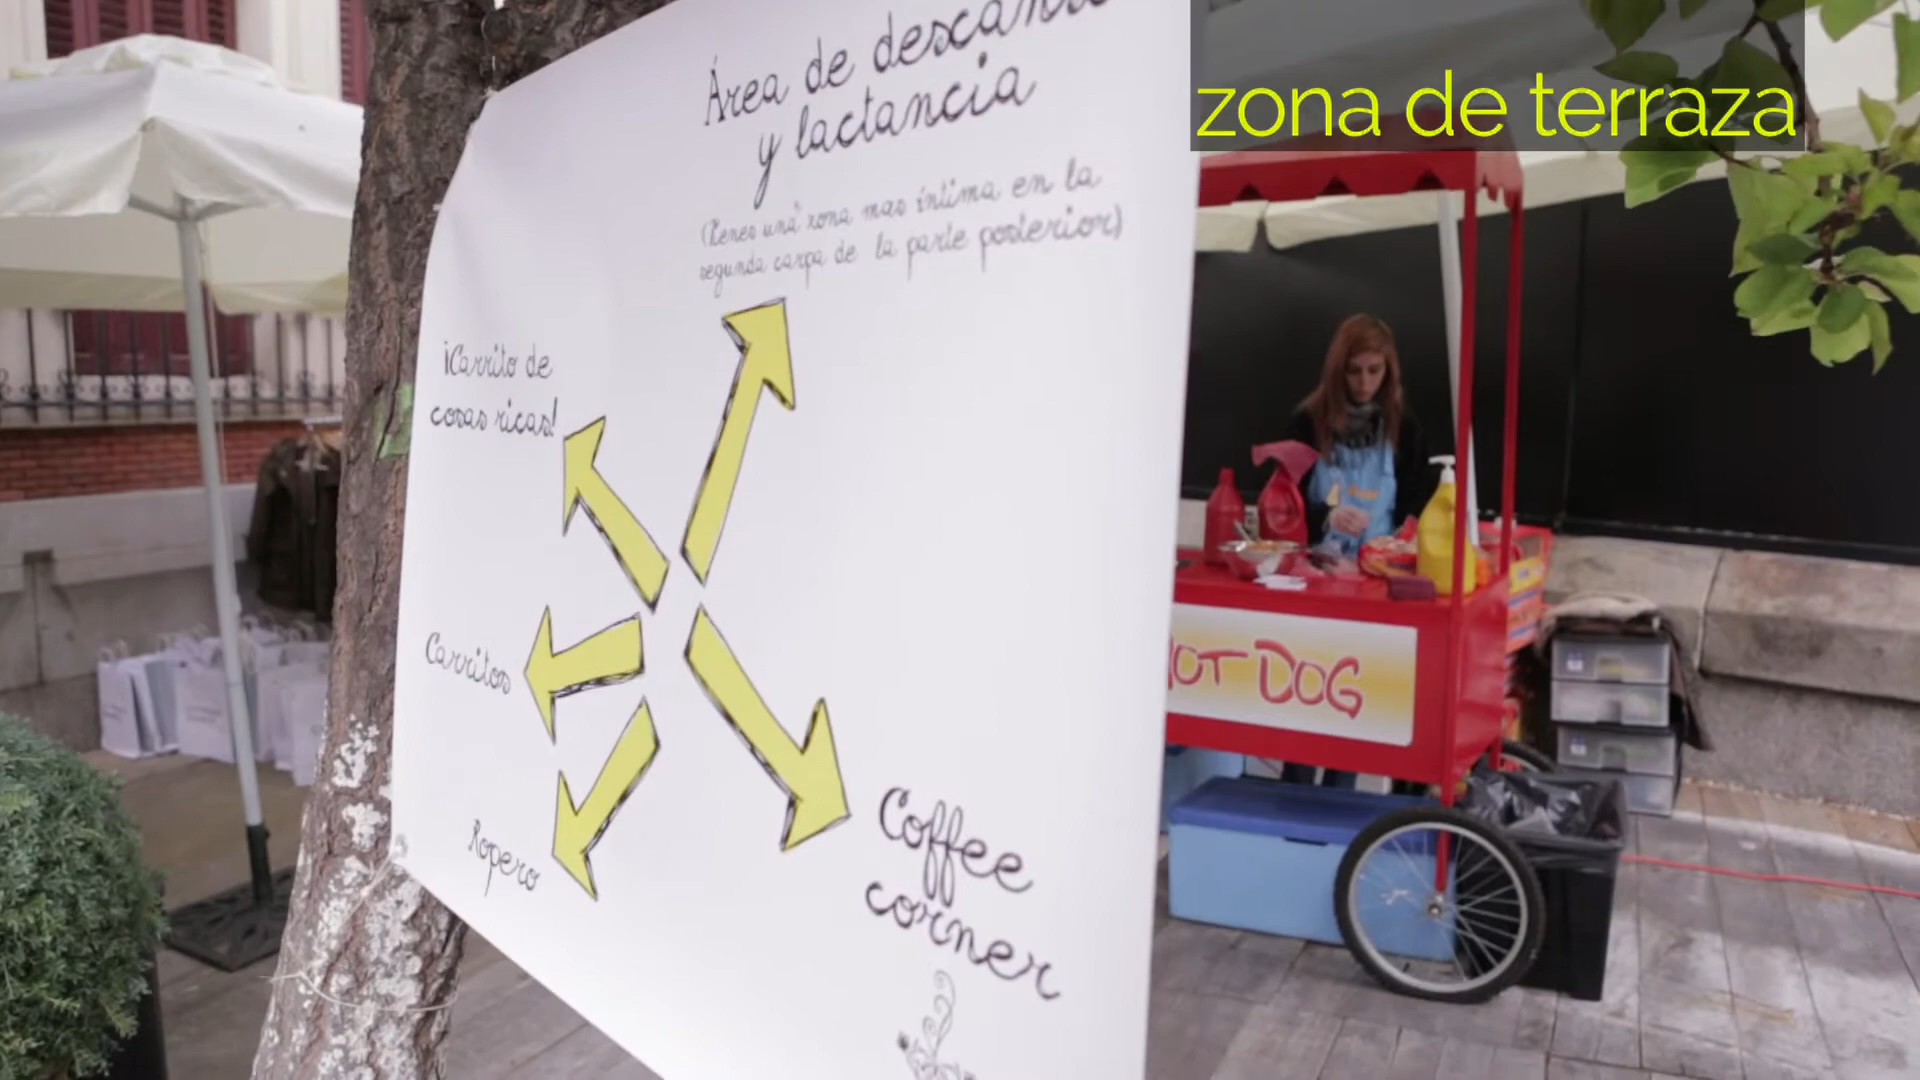 zona de terraza
Área de descanso
y lactancia
(Tienes una zona mas íntima en la
segunda carpa de la parte posterior)
¡Carrito de
cosas ricas!
Carritos
Ropero
Coffee
corner
HOT DOG